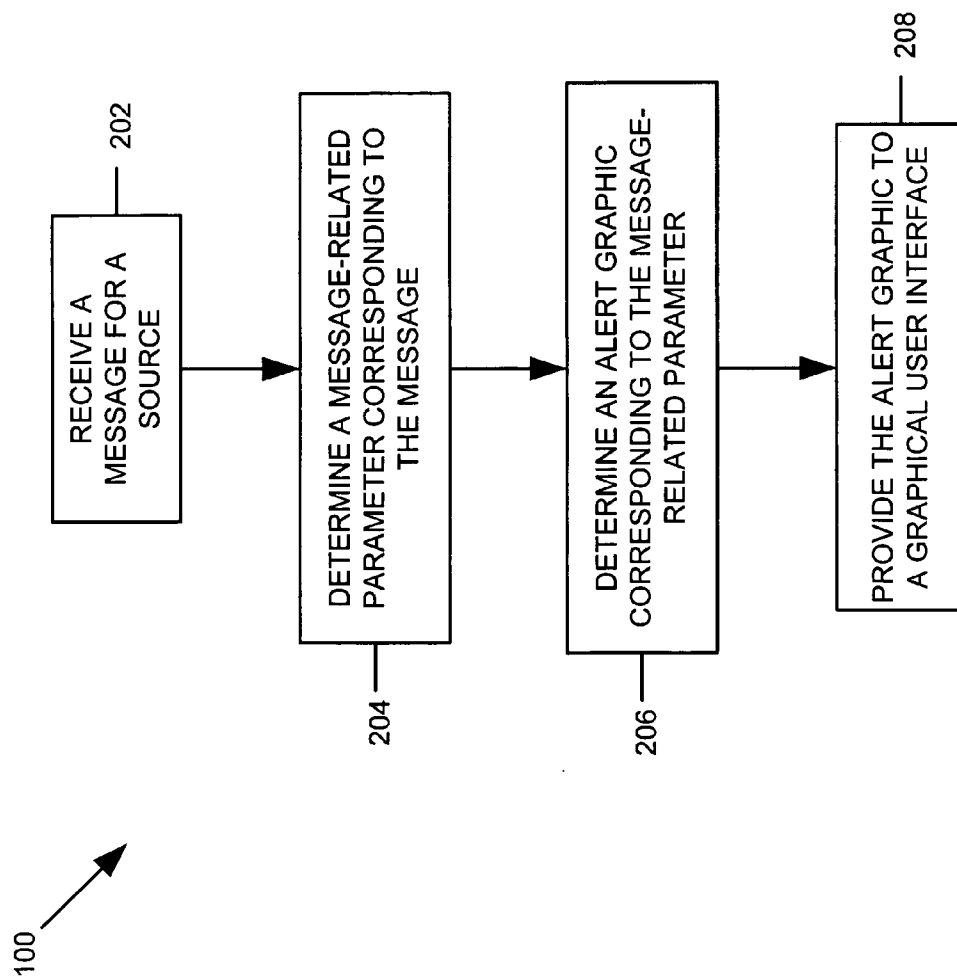 100
RECEIVE A
MESSAGE FOR A
SOURCE
202
DETERMINE A MESSAGE-RELATED
PARAMETER CORRESPONDING TO
THE MESSAGE
204
DETERMINE AN ALERT GRAPHIC
CORRESPONDING TO THE MESSAGE-
RELATED PARAMETER
206
PROVIDE THE ALERT GRAPHIC TO
A GRAPHICAL USER INTERFACE
208